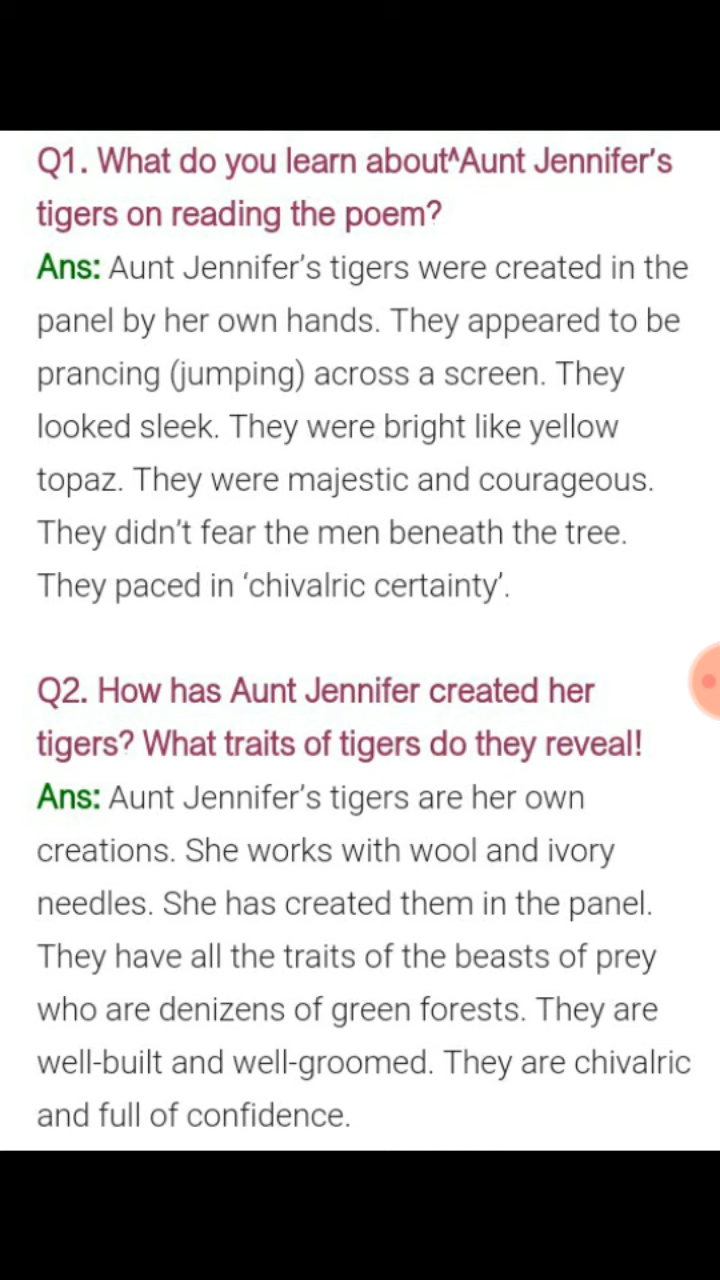 Q1. What do you learn about^Aunt Jennifer's
tigers on reading the poem?
Ans: Aunt Jennifer's tigers were created in the
panel by her own hands. They appeared to be
prancing (jumping) across a screen. They
looked sleek. They were bright like yellow
topaz. They were majestic and courageous.
They didn't fear the men beneath the tree.
They paced in ‘chivalric certainty’.
Q2. How has Aunt Jennifer created her
tigers? What traits of tigers do they reveal!
Ans: Aunt Jennifer's tigers are her own
creations. She works with wool and ivory
needles. She has created them in the panel.
They have all the traits of the beasts of prey
who are denizens of green forests. They are
well-built and well-groomed. They are chivalric
and full of confidence.